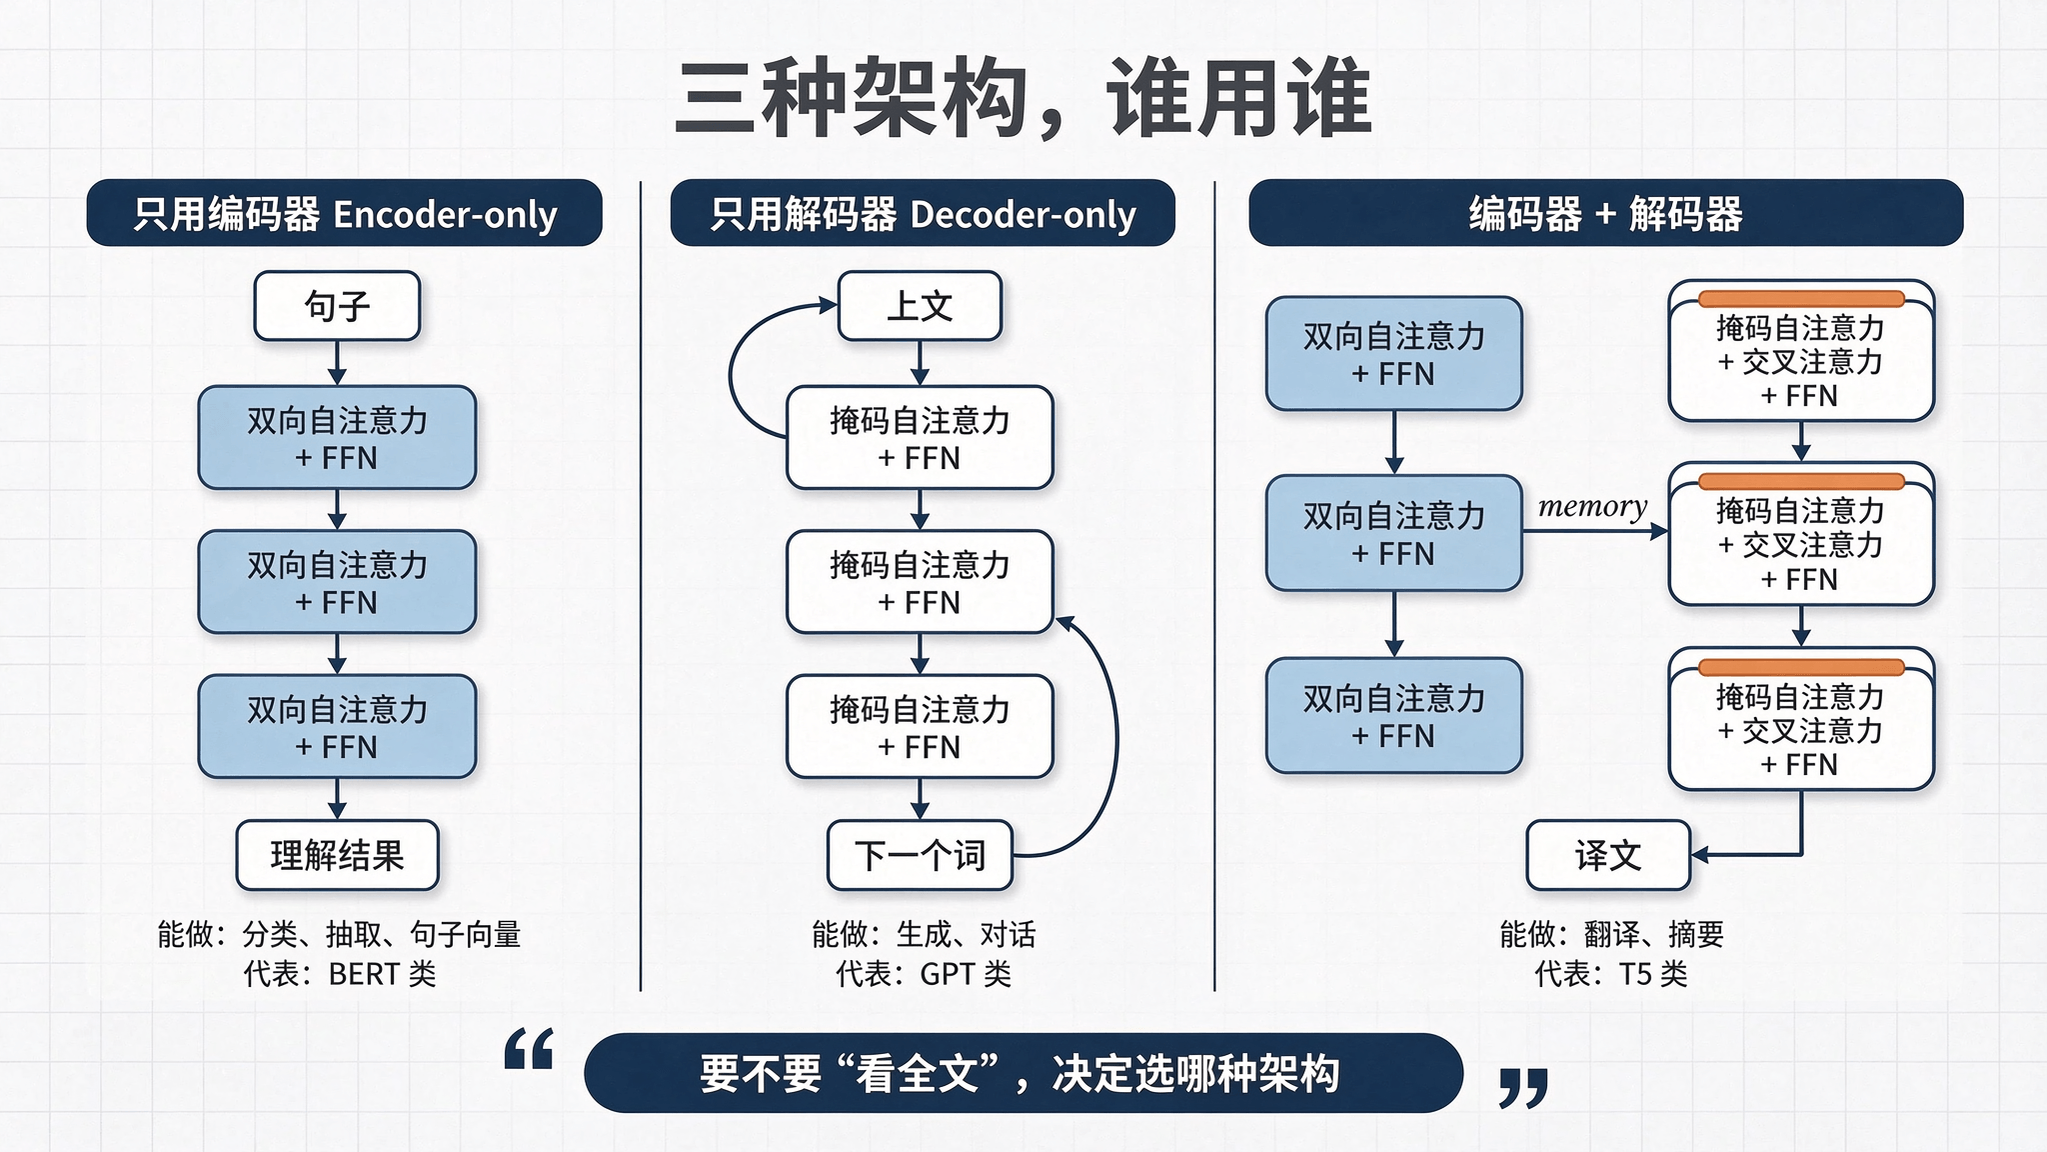 三种架构，谁用谁
只用编码器 Encoder-only
句子
双向自注意力
+ FFN
双向自注意力
+ FFN
双向自注意力
+ FFN
理解结果
能做：分类、抽取、句子向量
代表：BERT 类
只用解码器 Decoder-only
上文
掩码自注意力
+ FFN
掩码自注意力
+ FFN
掩码自注意力
+ FFN
下一个词
能做：生成、对话
代表：GPT 类
编码器 + 解码器
双向自注意力
+ FFN
双向自注意力
+ FFN
双向自注意力
+ FFN
memory
掩码自注意力
+ 交叉注意力
+ FFN
掩码自注意力
+ 交叉注意力
+ FFN
掩码自注意力
+ 交叉注意力
+ FFN
译文
能做：翻译、摘要
代表：T5 类
“要不要“看全文”，决定选哪种架构”